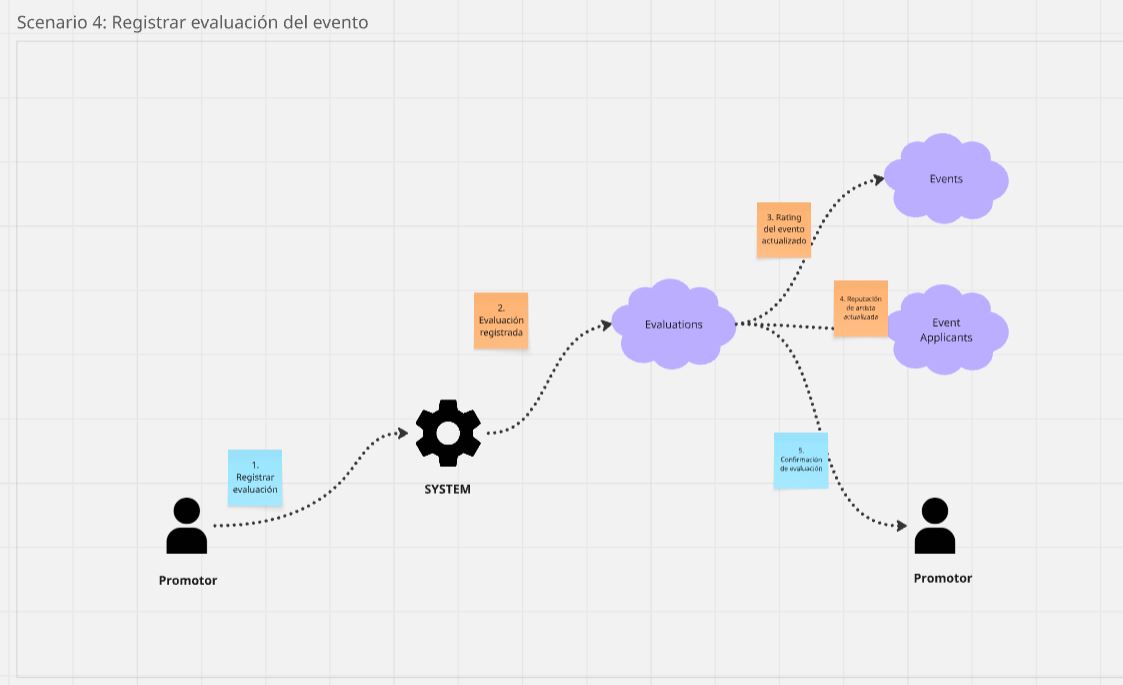 Scenario 4: Registrar evaluación del evento
Events
3. Rating
del evento
actualizado
4. Reputación
de artista
actualizada
Event
Applicants
2.
Evaluación
registrada
Evaluations
1.
Registrar
evaluación
SYSTEM
5.
Confirmación
de evaluación
Promotor
Promotor